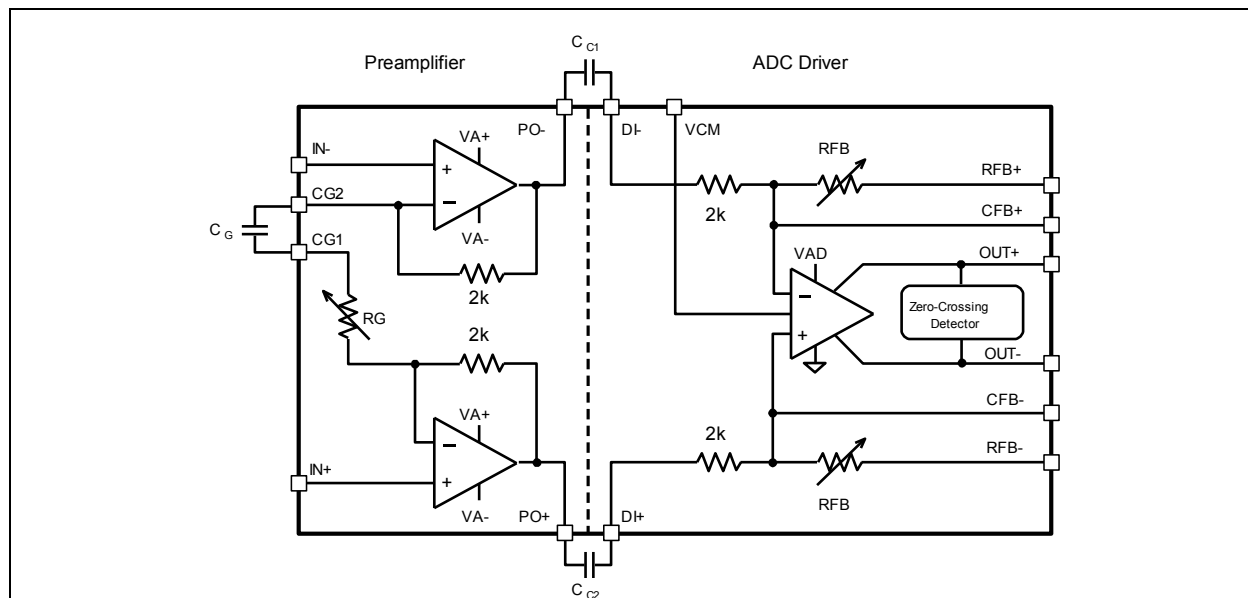 C C1
Preamplifier
ADC Driver
PO-
DI-
VCM
IN-
VA+
RFB
RFB+
+
CG2
−
CFB+
C G
VA-
CG1
2k
2k
VAD
OUT+
−
Zero-Crossing
Detector
RG
2k
+
OUT-
VA+
CFB-
−
2k
RFB-
IN+
+
RFB
VA-
PO+
DI+
C C2